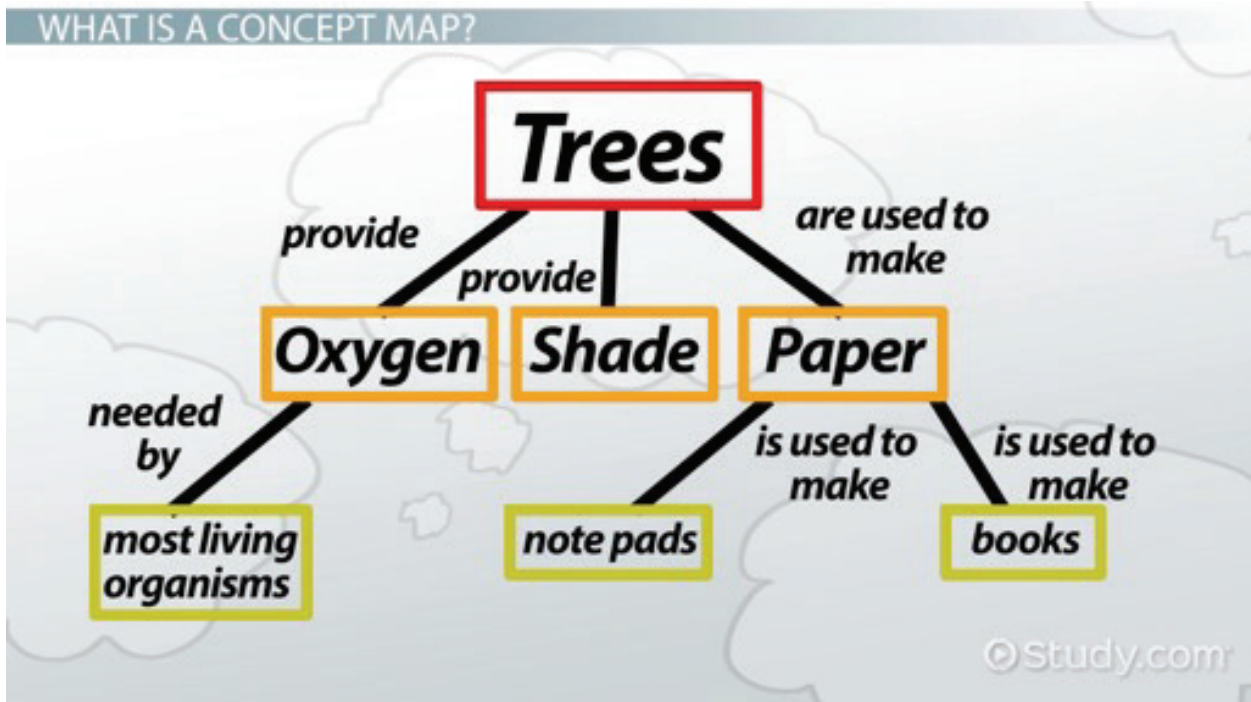 WHAT IS A CONCEPT MAP?
Trees
provide
provide
are used to
make
Oxygen
Shade
Paper
needed
by
is used to
make
is used to
make
most living
organisms
note pads
books
Study.com